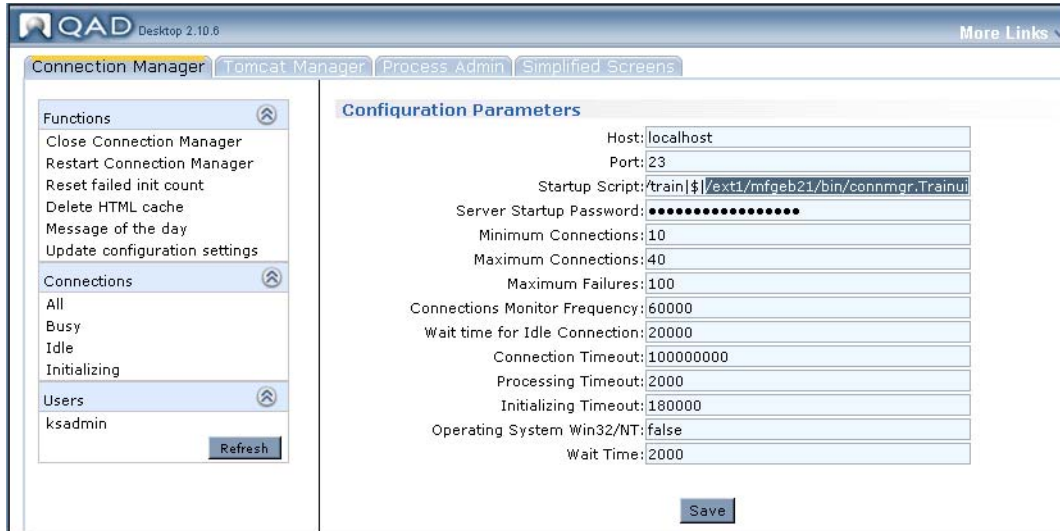 QAD Desktop 2.10.6
More Links
Connection Manager Tomcat Manager Process Admin Simplified Screens
Functions
Close Connection Manager
Restart Connection Manager
Reset failed init count
Delete HTML cache
Message of the day
Update configuration settings
Connections
All
Busy
Idle
Initializing
Users
ksadmin
Refresh
Configuration Parameters
Host: localhost
Port: 23
Startup Script: /train|$|/ext1/mfgeb21/bin/connmgr.Trainui
Server Startup Password: •••••••••••••••••
Minimum Connections: 10
Maximum Connections: 40
Maximum Failures: 100
Connections Monitor Frequency: 60000
Wait time for Idle Connection: 20000
Connection Timeout: 100000000
Processing Timeout: 2000
Initializing Timeout: 180000
Operating System Win32/NT: false
Wait Time: 2000
Save